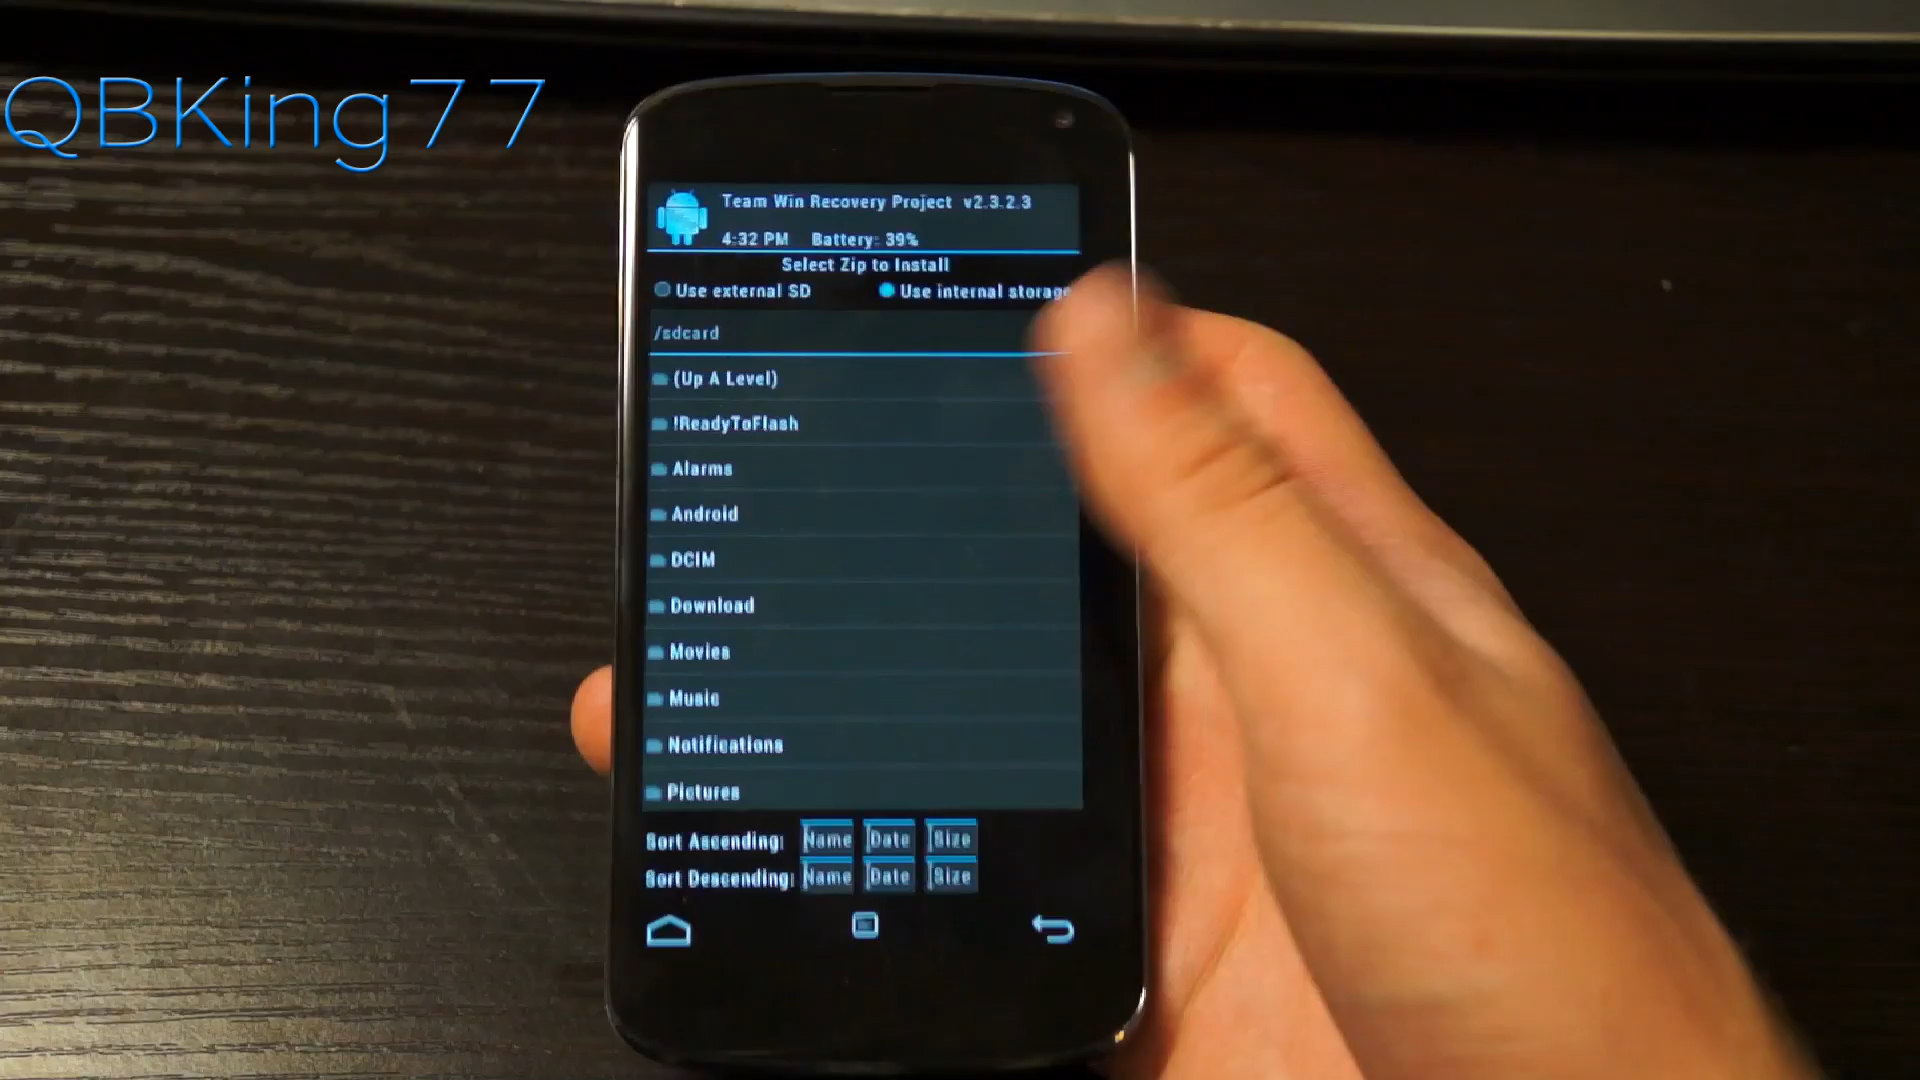 QBKing77
Team Win Recovery Project v2.3.2.3
4:32 PM Battery: 39%
Select Zip to Install
Use external SD Use internal storage
/sdcard
(Up A Level)
!ReadyToFlash
Alarms
Android
DCIM
Download
Movies
Music
Notifications
Pictures
Sort Ascending: Name Date Size
Sort Descending: Name Date Size